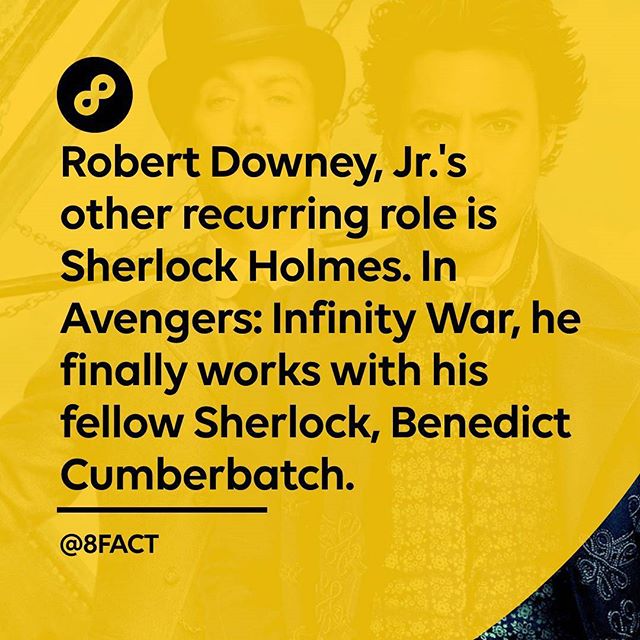 Robert Downey, Jr.'s
other recurring role is
Sherlock Holmes. In
Avengers: Infinity War, he
finally works with his
fellow Sherlock, Benedict
Cumberbatch.
@8FACT